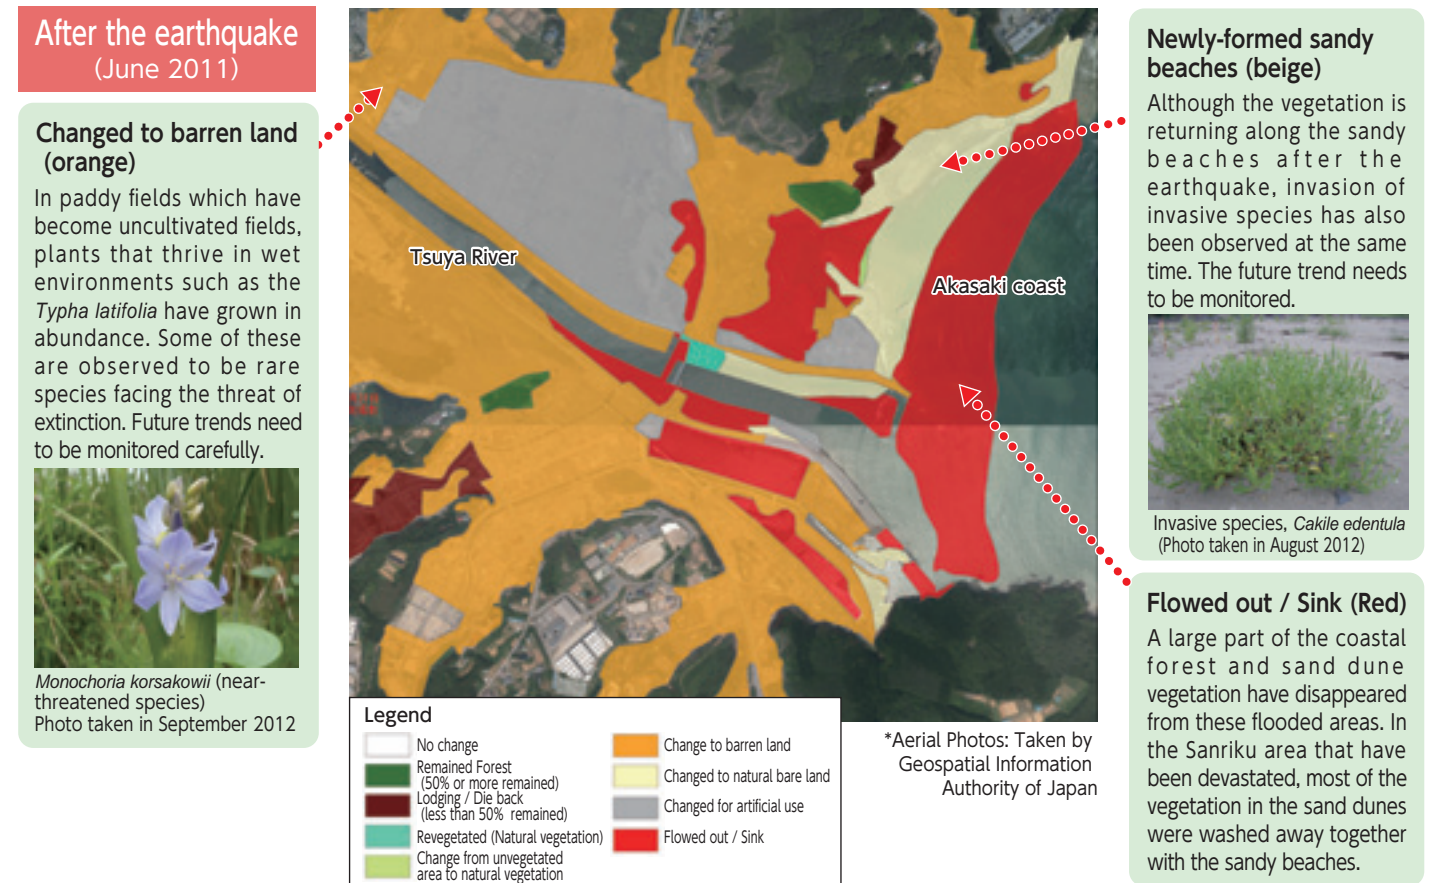 After the earthquake
(June 2011)
Changed to barren land
(orange)
In paddy fields which have
become uncultivated fields,
plants that thrive in wet
environments such as the
Typha latifolia have grown in
abundance. Some of these
are observed to be rare
species facing the threat of
extinction. Future trends need
to be monitored carefully.
Monochoria korsakowii (near-
threatened species)
Photo taken in September 2012
Tsuya River
Akasaki coast
Legend
No change
Remained Forest
(50% or more remained)
Lodging / Die back
(less than 50% remained)
Revegetated (Natural vegetation)
Change from unvegetated
area to natural vegetation
Change to barren land
Changed to natural bare land
Changed for artificial use
Flowed out / Sink
*Aerial Photos: Taken by
Geospatial Information
Authority of Japan
Newly-formed sandy
beaches (beige)
Although the vegetation is
returning along the sandy
beaches after the
earthquake, invasion of
invasive species has also
been observed at the same
time. The future trend needs
to be monitored.
Invasive species, Cakile edentula
(Photo taken in August 2012)
Flowed out / Sink (Red)
A large part of the coastal
forest and sand dune
vegetation have disappeared
from these flooded areas. In
the Sanriku area that have
been devastated, most of the
vegetation in the sand dunes
were washed away together
with the sandy beaches.